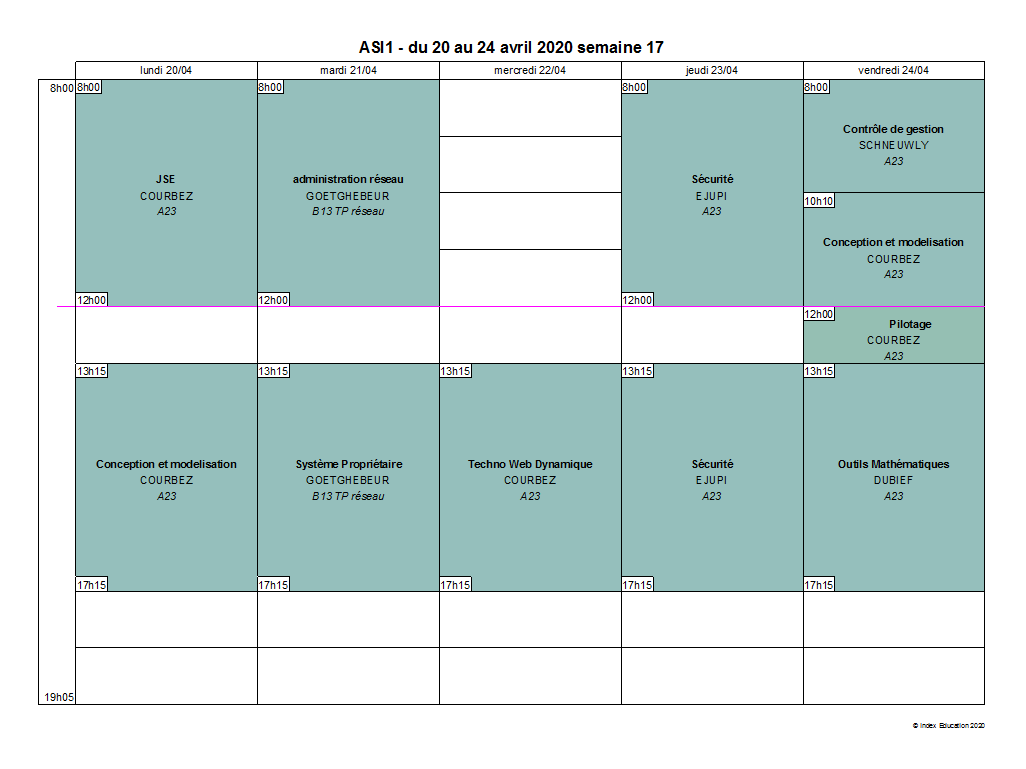 ASI1 - du 20 au 24 avril 2020 semaine 17
lundi 20/04
mardi 21/04
mercredi 22/04
jeudi 23/04
vendredi 24/04
8h00
8h00
JSE
COURBEZ
A23
12h00
13h15
Conception et modelisation
COURBEZ
A23
17h15
8h00
administration réseau
GOETGHEBEUR
B13 TP réseau
12h00
13h15
Système Propriétaire
GOETGHEBEUR
B13 TP réseau
17h15
13h15
Techno Web Dynamique
COURBEZ
A23
17h15
8h00
Sécurité
EJUPI
A23
12h00
13h15
Sécurité
EJUPI
A23
17h15
8h00
Contrôle de gestion
SCHNEUWLY
A23
10h10
Conception et modelisation
COURBEZ
A23
12h00
Pilotage
COURBEZ
A23
13h15
Outils Mathématiques
DUBIEF
A23
17h15
19h05
© Index Education 2020